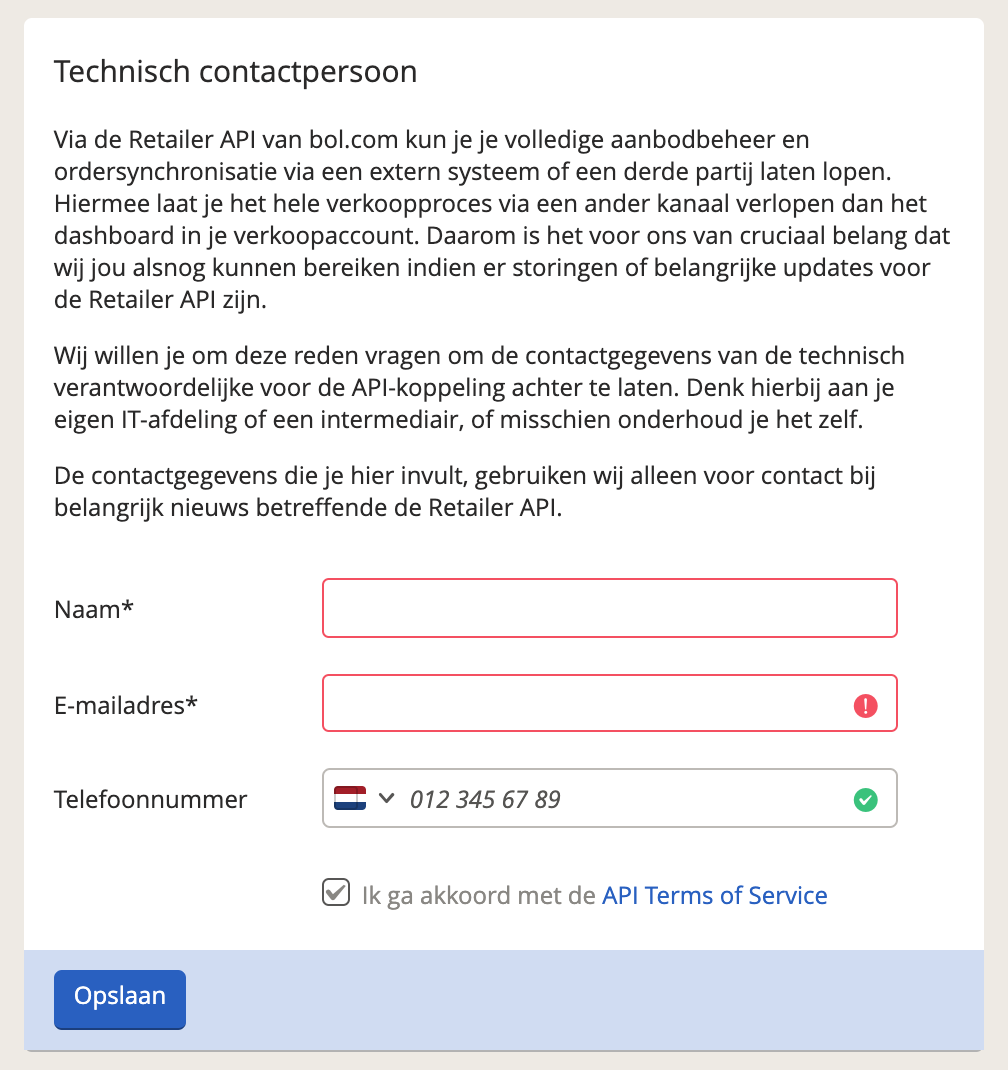 Technisch contactpersoon
Via de Retailer API van bol.com kun je je volledige aanbodbeheer en
ordersynchronisatie via een extern systeem of een derde partij laten lopen.
Hiermee laat je het hele verkoopproces via een ander kanaal verlopen dan het
dashboard in je verkoopaccount. Daarom is het voor ons van cruciaal belang dat
wij jou alsnog kunnen bereiken indien er storingen of belangrijke updates voor
de Retailer API zijn.
Wij willen je om deze reden vragen om de contactgegevens van de technisch
verantwoordelijke voor de API-koppeling achter te laten. Denk hierbij aan je
eigen IT-afdeling of een intermediair, of misschien onderhoud je het zelf.
De contactgegevens die je hier invult, gebruiken wij alleen voor contact bij
belangrijk nieuws betreffende de Retailer API.
Naam*
E-mailadres*
Telefoonnummer 012 345 67 89
Ik ga akkoord met de API Terms of Service
Opslaan